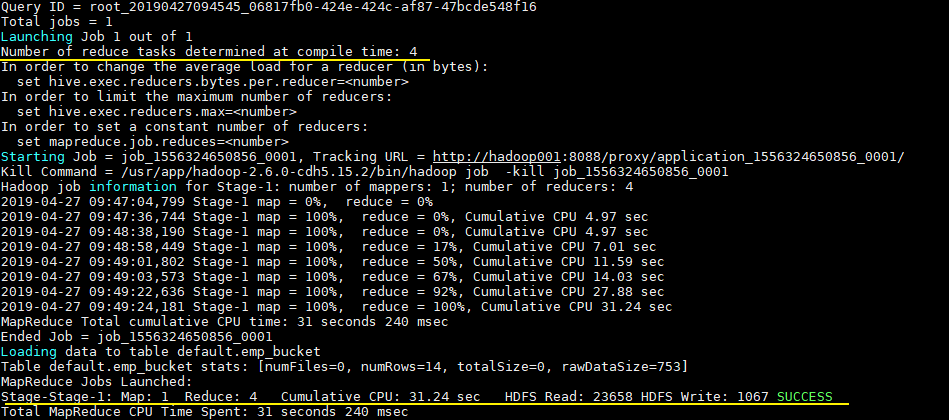 Query ID = root_20190427094545_06817fb0-424e-424c-af87-47bcde548f16
Total jobs = 1
Launching Job 1 out of 1
Number of reduce tasks determined at compile time: 4
In order to change the average load for a reducer (in bytes):
  set hive.exec.reducers.bytes.per.reducer=<number>
In order to limit the maximum number of reducers:
  set hive.exec.reducers.max=<number>
In order to set a constant number of reducers:
  set mapreduce.job.reduces=<number>
Starting Job = job_1556324650856_0001, Tracking URL = http://hadoop001:8088/proxy/application_1556324650856_0001/
Kill Command = /usr/app/hadoop-2.6.0-cdh5.15.2/bin/hadoop job  -kill job_1556324650856_0001
Hadoop job information for Stage-1: number of mappers: 1; number of reducers: 4
2019-04-27 09:47:04,799 Stage-1 map = 0%,  reduce = 0%
2019-04-27 09:47:36,744 Stage-1 map = 100%,  reduce = 0%, Cumulative CPU 4.97 sec
2019-04-27 09:48:38,190 Stage-1 map = 100%,  reduce = 0%, Cumulative CPU 4.97 sec
2019-04-27 09:48:58,449 Stage-1 map = 100%,  reduce = 17%, Cumulative CPU 7.01 sec
2019-04-27 09:49:01,802 Stage-1 map = 100%,  reduce = 50%, Cumulative CPU 11.59 sec
2019-04-27 09:49:03,573 Stage-1 map = 100%,  reduce = 67%, Cumulative CPU 14.03 sec
2019-04-27 09:49:22,636 Stage-1 map = 100%,  reduce = 92%, Cumulative CPU 27.88 sec
2019-04-27 09:49:24,181 Stage-1 map = 100%,  reduce = 100%, Cumulative CPU 31.24 sec
MapReduce Total cumulative CPU time: 31 seconds 240 msec
Ended Job = job_1556324650856_0001
Loading data to table default.emp_bucket
Table default.emp_bucket stats: [numFiles=0, numRows=14, totalSize=0, rawDataSize=753]
MapReduce Jobs Launched:
Stage-Stage-1: Map: 1  Reduce: 4   Cumulative CPU: 31.24 sec   HDFS Read: 23658 HDFS Write: 1067 SUCCESS
Total MapReduce CPU Time Spent: 31 seconds 240 msec